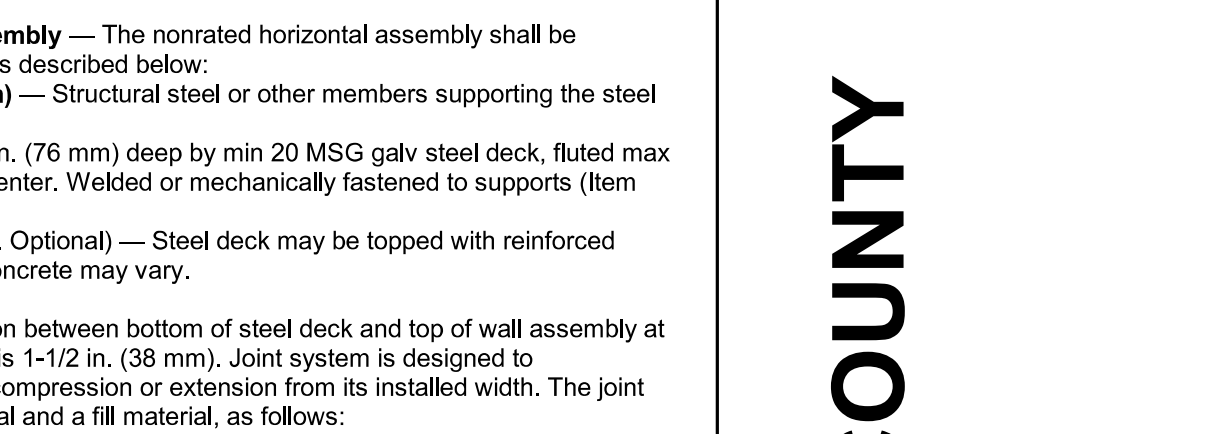 embly — The nonrated horizontal assembly shall be
s described below:
) — Structural steel or other members supporting the steel
n. (76 mm) deep by min 20 MSG galv steel deck, fluted max
enter. Welded or mechanically fastened to supports (Item
. Optional) — Steel deck may be topped with reinforced
oncrete may vary.
on between bottom of steel deck and top of wall assembly at
is 1-1/2 in. (38 mm). Joint system is designed to
compression or extension from its installed width. The joint
al and a fill material, as follows:
COUNTY